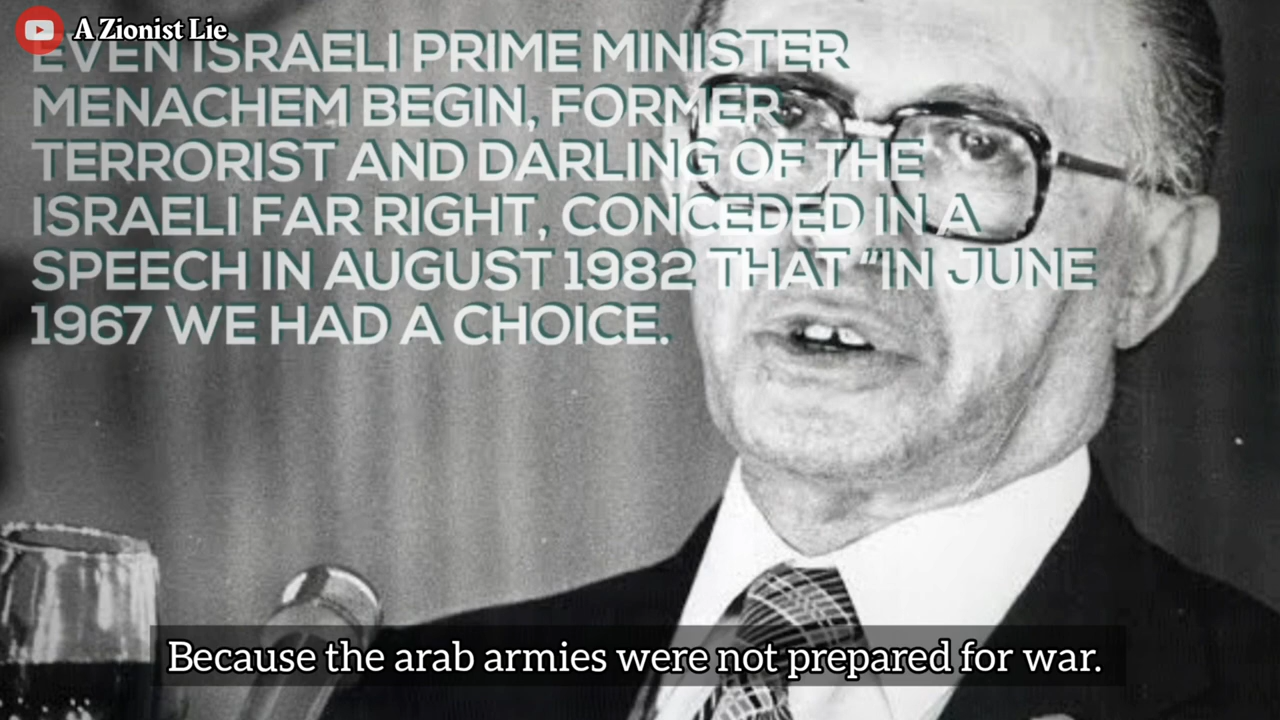 A Zionist Lie
EVEN ISRAELI PRIME MINISTER
MENACHEM BEGIN, FORMER
TERRORIST AND DARLING OF THE
ISRAELI FAR RIGHT, CONCEDED IN A
SPEECH IN AUGUST 1982 THAT “IN JUNE
1967 WE HAD A CHOICE.
Because the arab armies were not prepared for war.